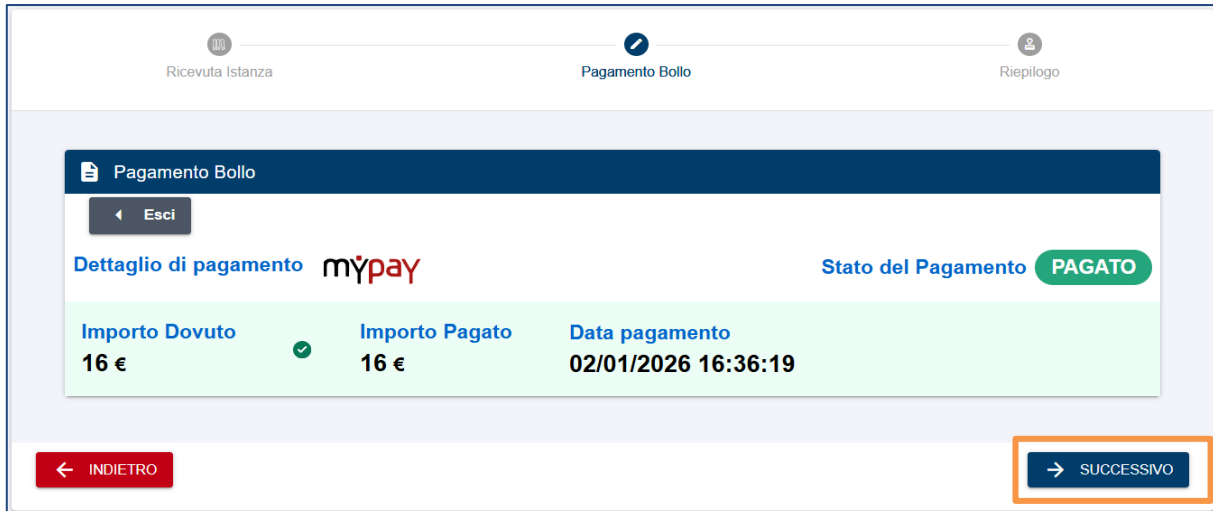 Ricevuta Istanza
Pagamento Bollo
Riepilogo
Pagamento Bollo
Esci
Dettaglio di pagamento mypay Stato del Pagamento PAGATO
Importo Dovuto Importo Pagato Data pagamento
16 € 16 € 02/01/2026 16:36:19
INDIETRO SUCCESSIVO